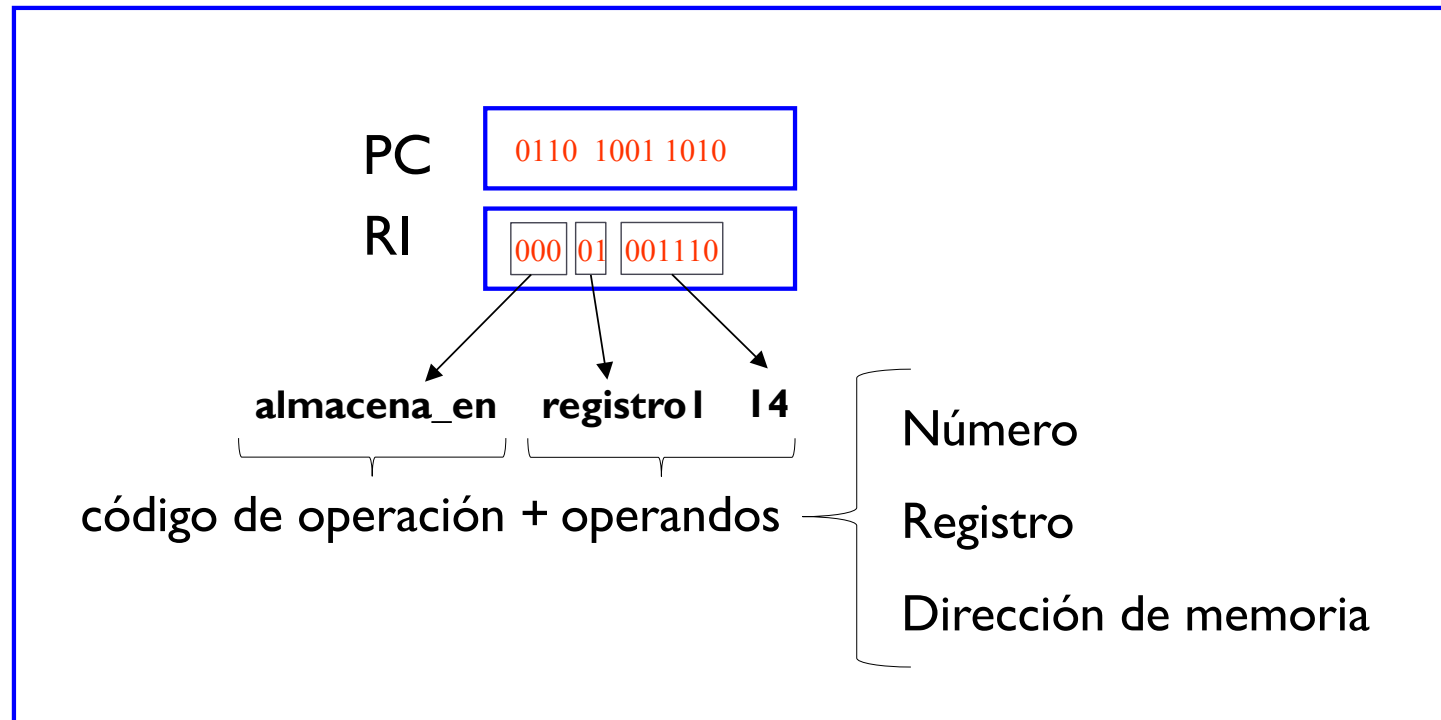 PC 0110 1001 1010
RI 000 01 001110
almacena_en registro1 14
Número
código de operación + operandos
Registro
Dirección de memoria